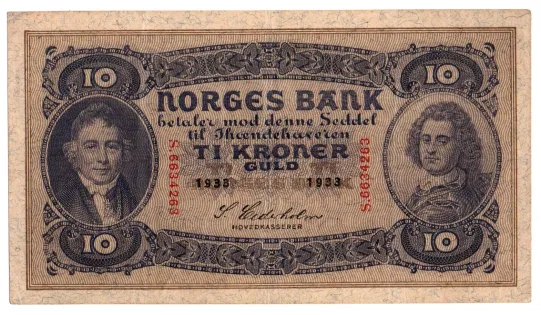 10 10
NORGES BANK
betaler mod denne Seddel
til Ihændehaveren
TI KRONER
GULD
1933 1933
S.6634263 S.6634263
HOVEDKASSERER
10 10